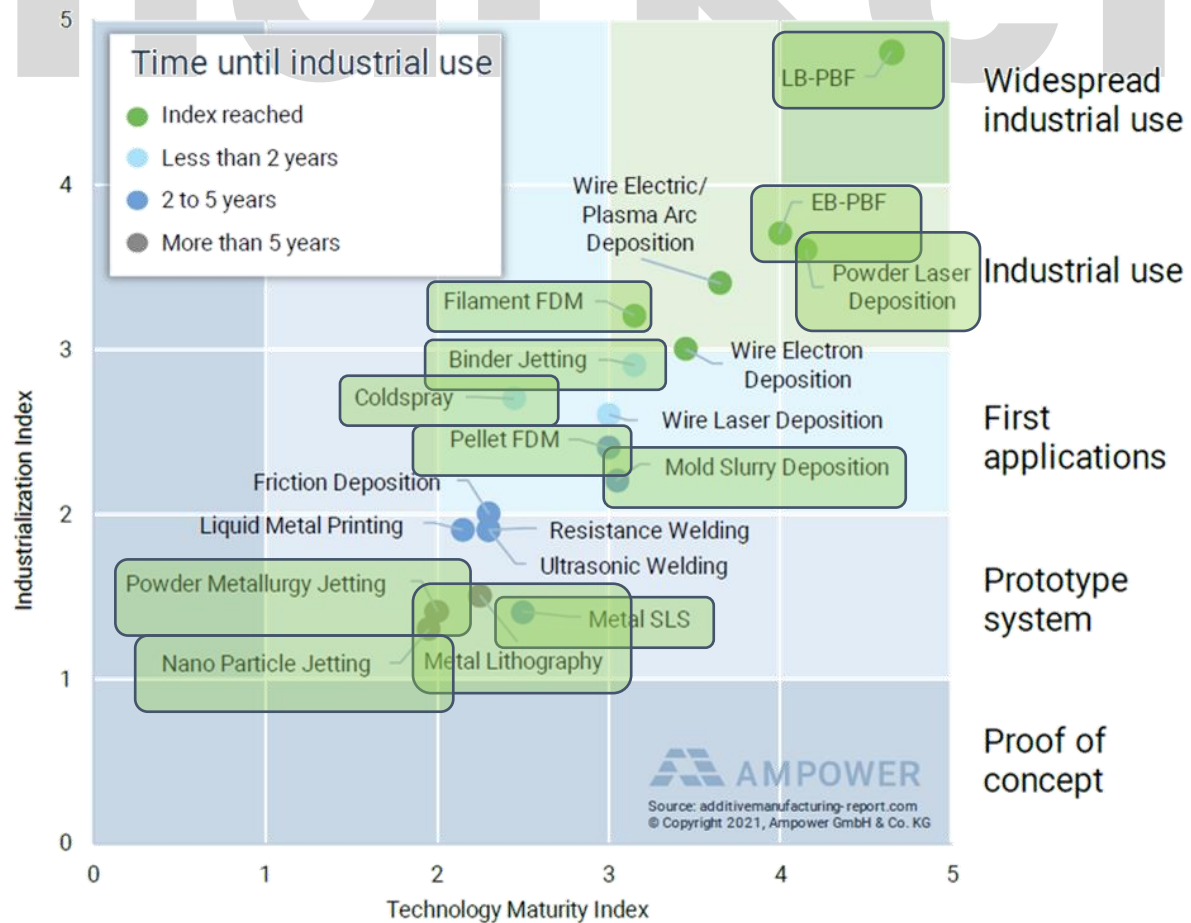 5
Time until industrial use
Index reached
Less than 2 years
2 to 5 years
More than 5 years
LB-PBF
Widespread
industrial use
4
Wire Electric/
Plasma Arc
Deposition
EB-PBF
Powder Laser
Deposition
Industrial use
Filament FDM
3
Binder Jetting
Wire Electron
Deposition
Coldspray
Wire Laser Deposition
Pellet FDM
Mold Slurry Deposition
First
applications
Friction Deposition
2
Liquid Metal Printing
Resistance Welding
Ultrasonic Welding
Powder Metallurgy Jetting
Metal SLS
Prototype
system
Nano Particle Jetting
Metal Lithography
1
Proof of
concept
AMPOWER
Source: additivemanufacturing-report.com
© Copyright 2021, Ampower GmbH & Co. KG
0
0 1 2 3 4 5
Technology Maturity Index
Industrialization Index